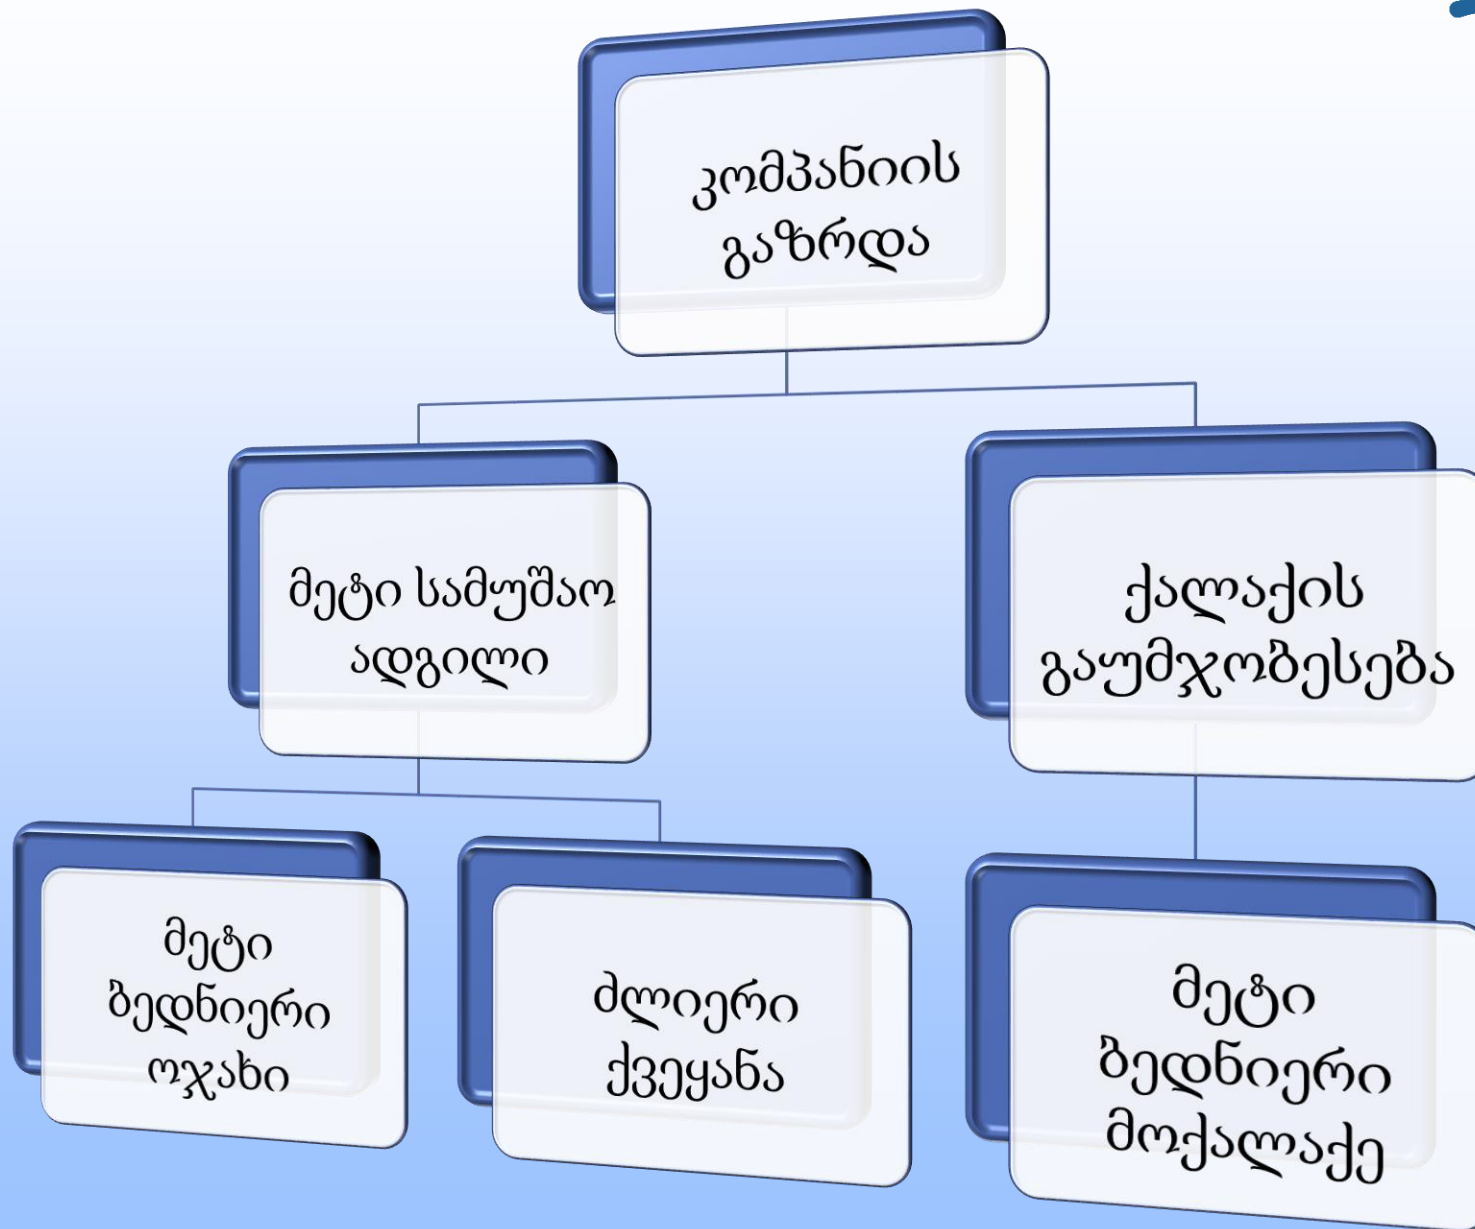 კომპანიის
გაზრდა
მეტი სამუშაო
ადგილი
ქალაქის
გაუმჯობესება
მეტი
ბედნიერი
ოჯახი
ძლიერი
ქვეყანა
მეტი
ბედნიერი
მოქალაქე